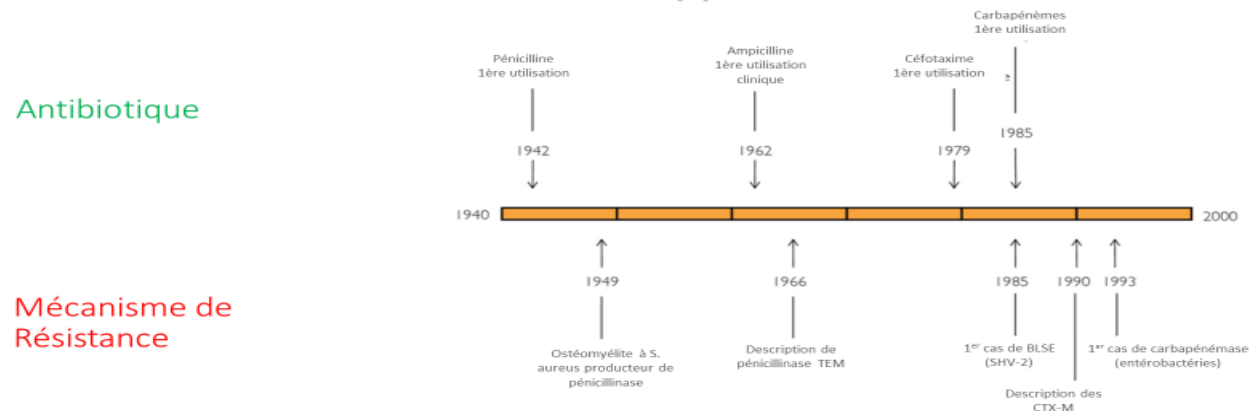 Carbapénèmes
1ère utilisation
Pénicilline
1ère utilisation
Ampicilline
1ère utilisation
clinique
Céfotaxime
1ère utilisation
Antibiotique
1942
1962
1979
1985
1940
2000
1949
1966
1985
1990
1993
Mécanisme de
Résistance
Ostéomyélite à S.
aureus producteur de
pénicillinase
Description de
pénicillinase TEM
1er cas de BLSE
(SHV-2)
1er cas de carbapénémase
(entérobactéries)
Description des
CTX-M